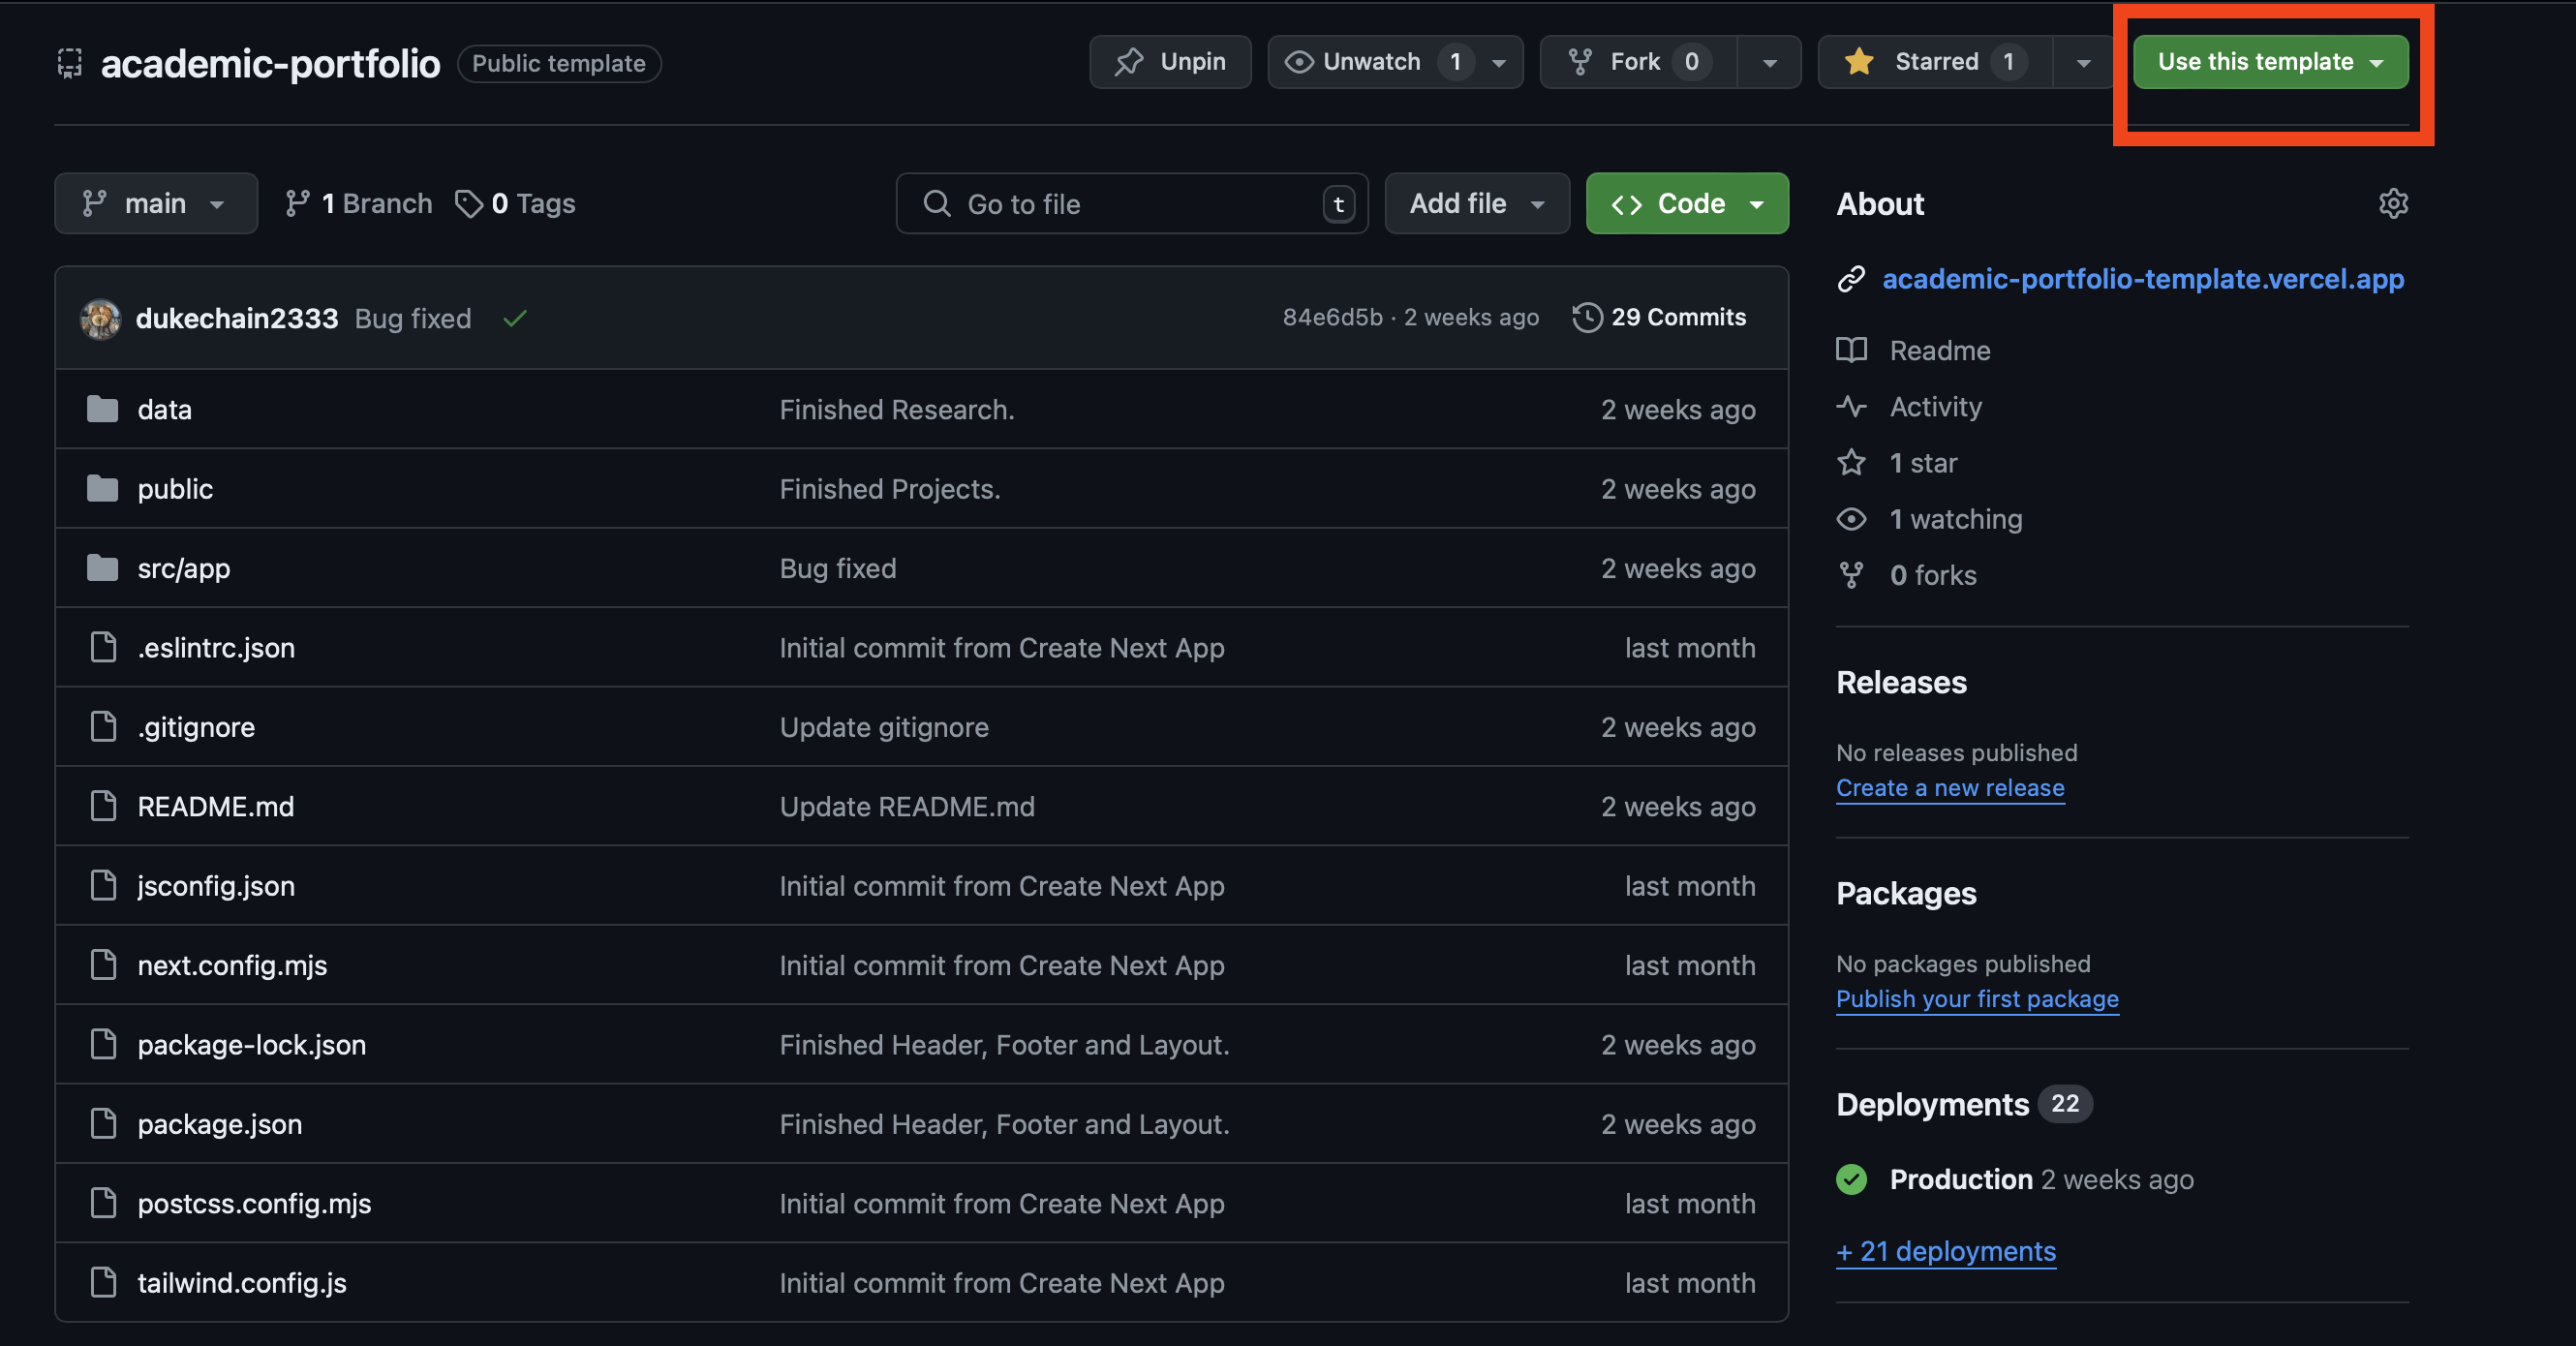 academic-portfolio Public template Unpin Unwatch 1 Fork 0 Starred 1 Use this template
main 1 Branch 0 Tags Go to file t Add file Code
dukechain2333 Bug fixed 84e6d5b · 2 weeks ago 29 Commits
data Finished Research. 2 weeks ago
public Finished Projects. 2 weeks ago
src/app Bug fixed 2 weeks ago
.eslintrc.json Initial commit from Create Next App last month
.gitignore Update gitignore 2 weeks ago
README.md Update README.md 2 weeks ago
jsconfig.json Initial commit from Create Next App last month
next.config.mjs Initial commit from Create Next App last month
package-lock.json Finished Header, Footer and Layout. 2 weeks ago
package.json Finished Header, Footer and Layout. 2 weeks ago
postcss.config.mjs Initial commit from Create Next App last month
tailwind.config.js Initial commit from Create Next App last month
About
academic-portfolio-template.vercel.app
Readme
Activity
1 star
1 watching
0 forks
Releases
No releases published
Create a new release
Packages
No packages published
Publish your first package
Deployments 22
Production 2 weeks ago
+ 21 deployments